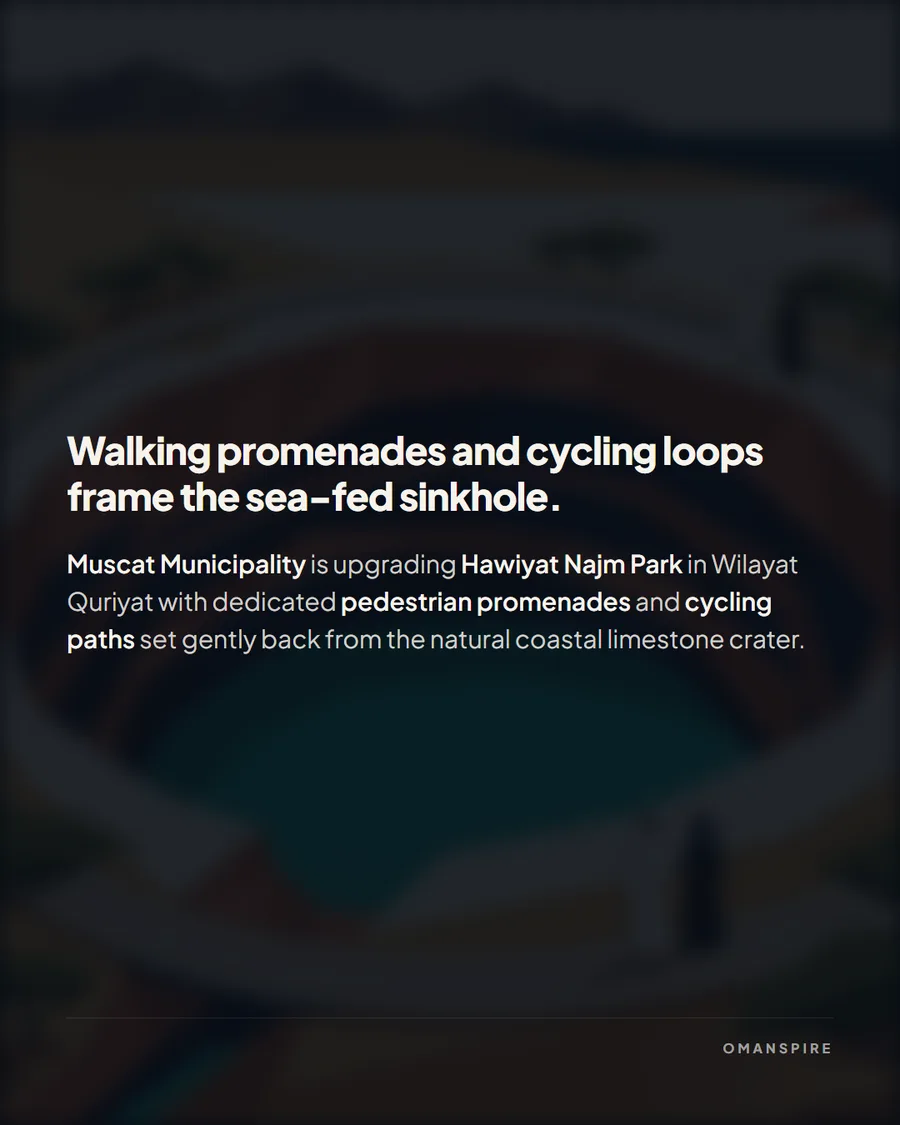 Walking promenades and cycling loops
frame the sea-fed sinkhole.
Muscat Municipality is upgrading Hawiyat Najm Park in Wilayat
Quriyat with dedicated pedestrian promenades and cycling
paths set gently back from the natural coastal limestone crater.
OMANSPIRE